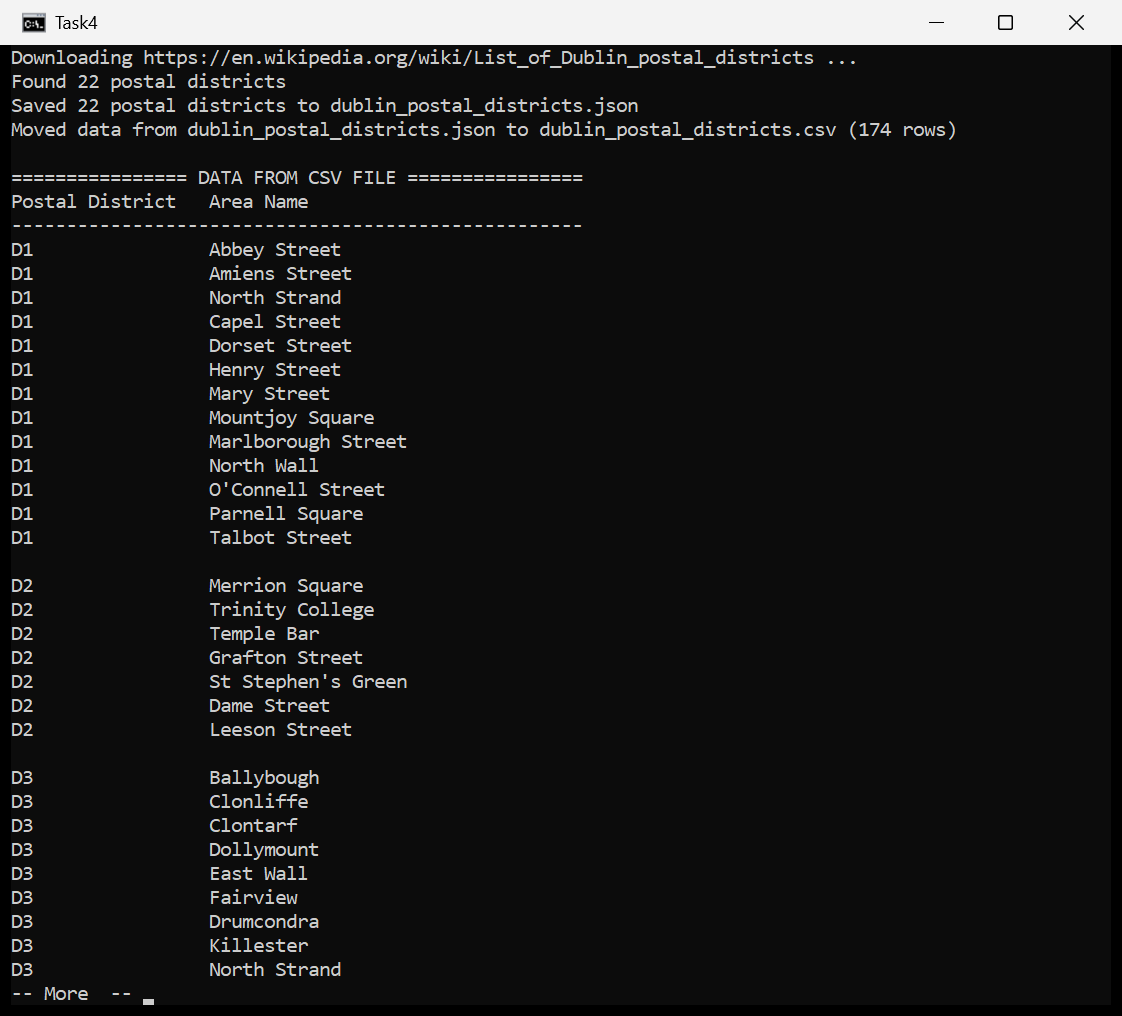 Task4
Downloading https://en.wikipedia.org/wiki/List_of_Dublin_postal_districts ...
Found 22 postal districts
Saved 22 postal districts to dublin_postal_districts.json
Moved data from dublin_postal_districts.json to dublin_postal_districts.csv (174 rows)

================ DATA FROM CSV FILE ================
Postal District   Area Name
----------------------------------------------------
D1                Abbey Street
D1                Amiens Street
D1                North Strand
D1                Capel Street
D1                Dorset Street
D1                Henry Street
D1                Mary Street
D1                Mountjoy Square
D1                Marlborough Street
D1                North Wall
D1                O'Connell Street
D1                Parnell Square
D1                Talbot Street

D2                Merrion Square
D2                Trinity College
D2                Temple Bar
D2                Grafton Street
D2                St Stephen's Green
D2                Dame Street
D2                Leeson Street

D3                Ballybough
D3                Clonliffe
D3                Clontarf
D3                Dollymount
D3                East Wall
D3                Fairview
D3                Drumcondra
D3                Killester
D3                North Strand
-- More  --